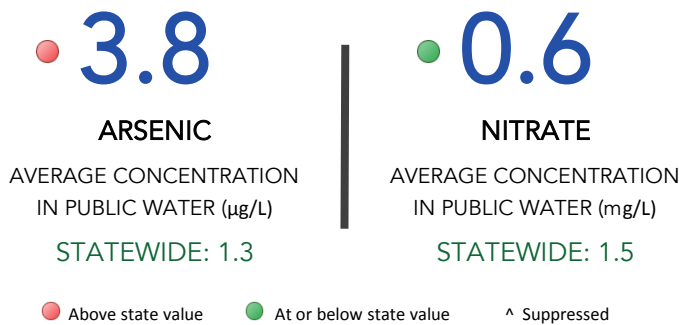 3.8
ARSENIC
AVERAGE CONCENTRATION
IN PUBLIC WATER (µg/L)
STATEWIDE: 1.3
0.6
NITRATE
AVERAGE CONCENTRATION
IN PUBLIC WATER (mg/L)
STATEWIDE: 1.5
Above state value
At or below state value
^ Suppressed